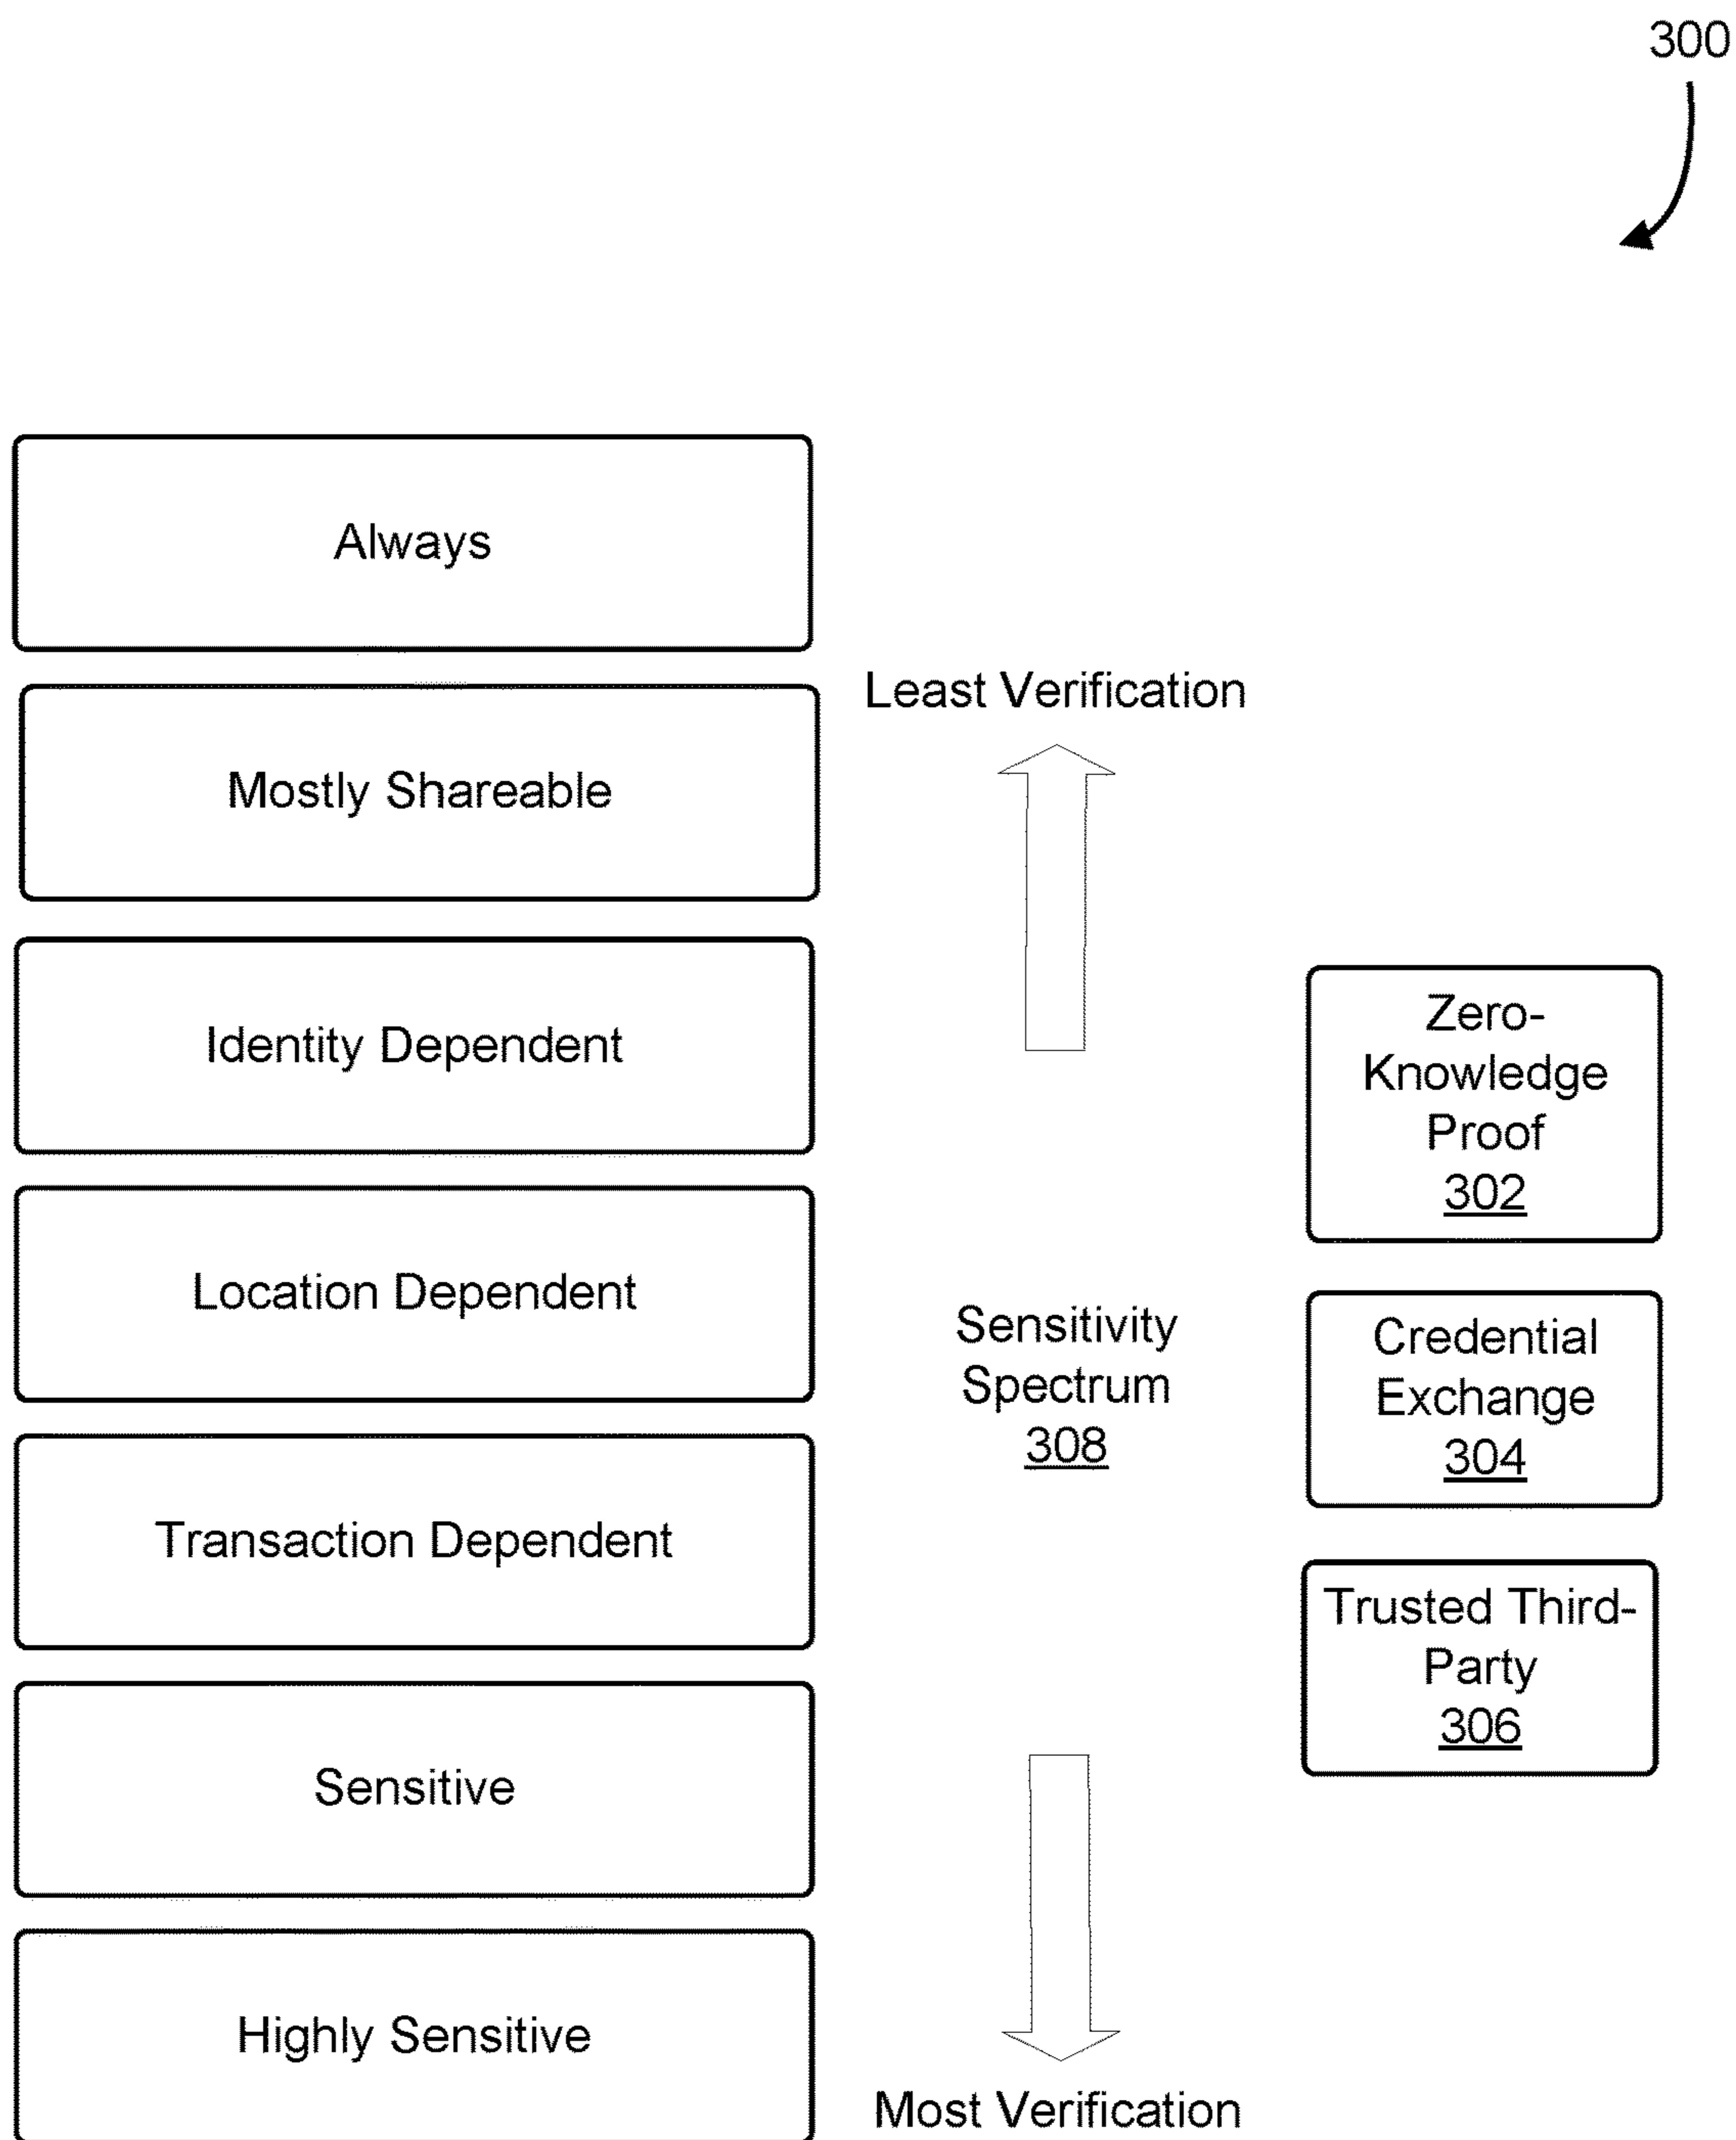 300
Always
Least Verification
Mostly Shareable
Identity Dependent
Zero-
Knowledge
Proof
302
Location Dependent
Sensitivity
Spectrum
308
Credential
Exchange
304
Transaction Dependent
Trusted Third-
Party
306
Sensitive
Highly Sensitive
Most Verification